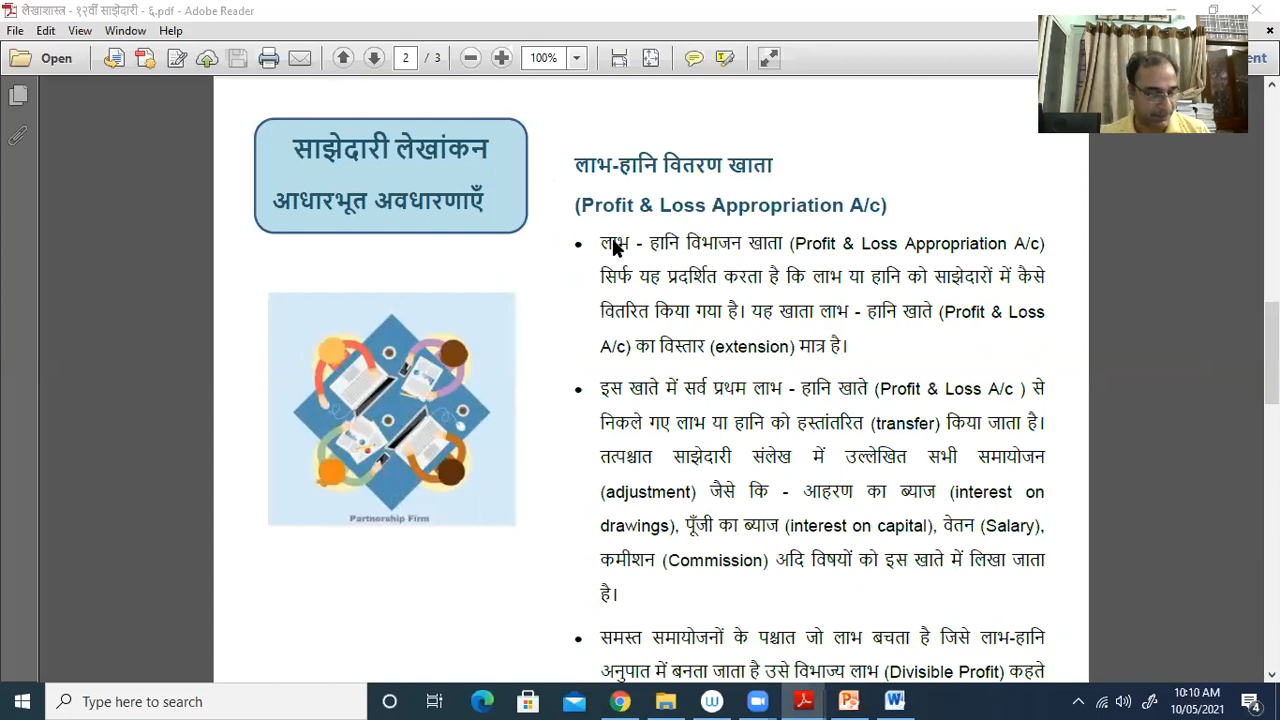 लेखाशास्त्र - १२वीं साझेदारी - ६.pdf - Adobe Reader
File Edit View Window Help
Open 2 / 3 100% ent
साझेदारी लेखांकन
आधारभूत अवधारणाएँ
लाभ-हानि वितरण खाता
(Profit & Loss Appropriation A/c)
• लाभ - हानि विभाजन खाता (Profit & Loss Appropriation A/c)
सिर्फ यह प्रदर्शित करता है कि लाभ या हानि को साझेदारों में कैसे
वितरित किया गया है। यह खाता लाभ - हानि खाते (Profit & Loss
A/c) का विस्तार (extension) मात्र है।
• इस खाते में सर्व प्रथम लाभ - हानि खाते (Profit & Loss A/c ) से
निकले गए लाभ या हानि को हस्तांतरित (transfer) किया जाता है।
तत्पश्चात साझेदारी संलेख में उल्लेखित सभी समायोजन
(adjustment) जैसे कि - आहरण का ब्याज (interest on
drawings), पूँजी का ब्याज (interest on capital), वेतन (Salary),
कमीशन (Commission) अदि विषयों को इस खाते में लिखा जाता
है।
• समस्त समायोजनों के पश्चात जो लाभ बचता है जिसे लाभ-हानि
अनुपात में बनता जाता है उसे विभाज्य लाभ (Divisible Profit) कहते
Partnership Firm
Type here to search
10:10 AM
10/05/2021
4